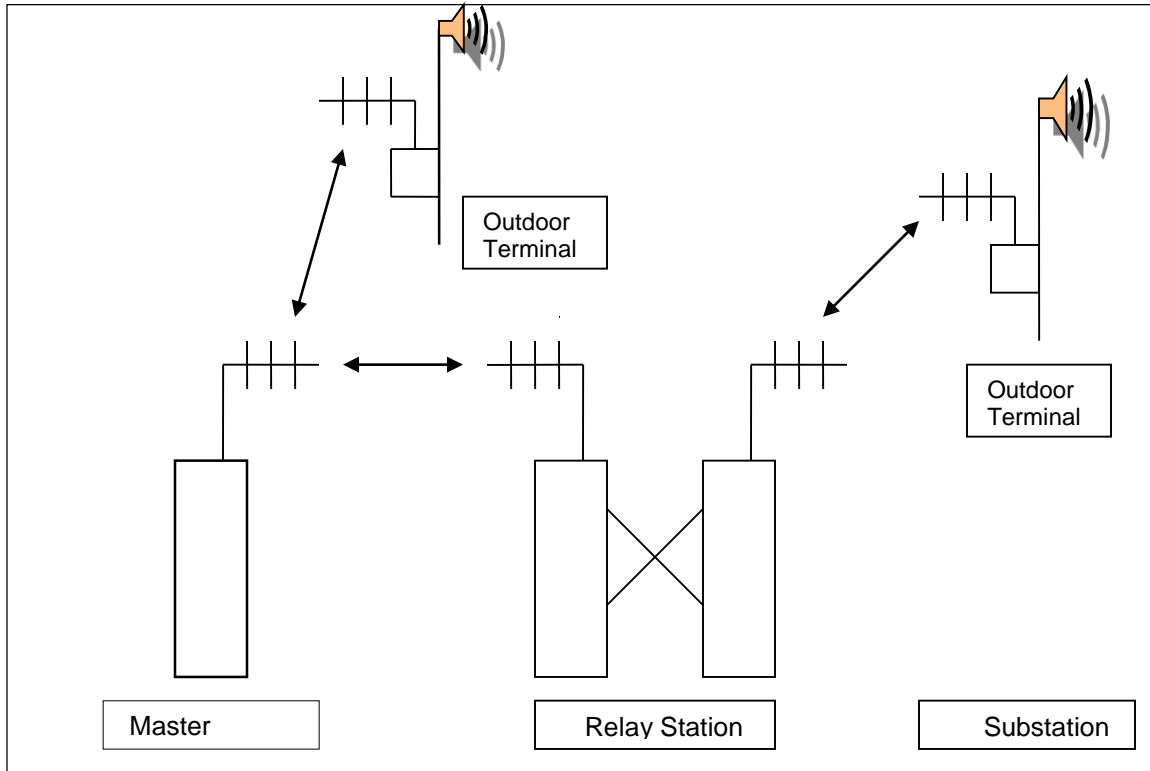 Outdoor
Terminal
Outdoor
Terminal
Master
Relay Station
Substation